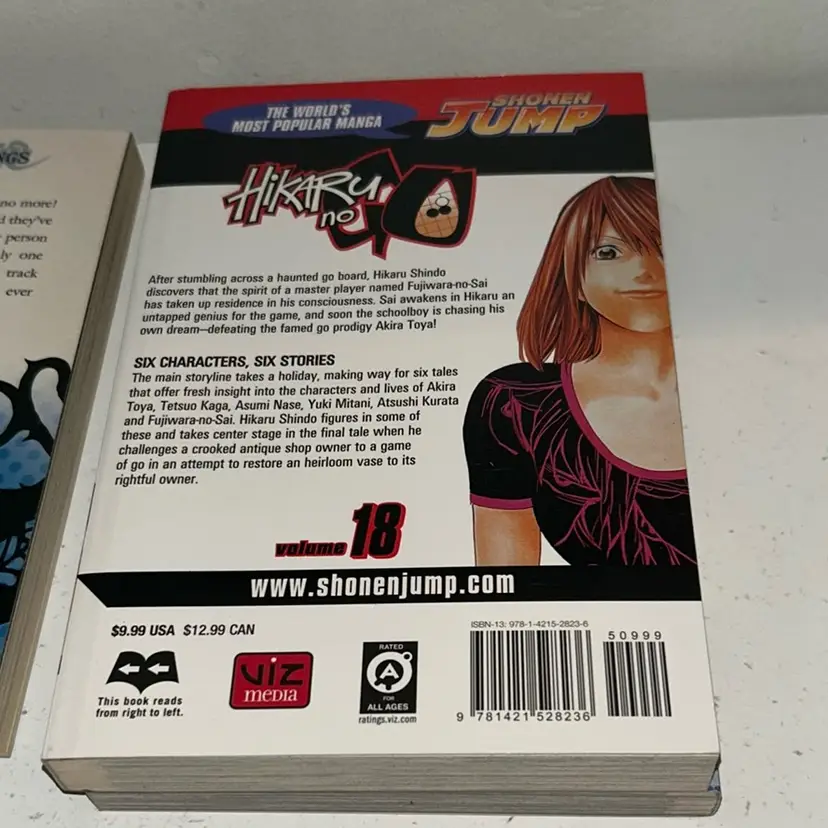 THE WORLD'S
MOST POPULAR MANGA
SHONEN
JUMP
HIKARU
no
GO
After stumbling across a haunted go board, Hikaru Shindo
discovers that the spirit of a master player named Fujiwara-no-Sai
has taken up residence in his consciousness. Sai awakens in Hikaru an
untapped genius for the game, and soon the schoolboy is chasing his
own dream—defeating the famed go prodigy Akira Toya!
SIX CHARACTERS, SIX STORIES
The main storyline takes a holiday, making way for six tales
that offer fresh insight into the characters and lives of Akira
Toya, Tetsuo Kaga, Asumi Nase, Yuki Mitani, Atsushi Kurata
and Fujiwara-no-Sai. Hikaru Shindo figures in some of
these and takes center stage in the final tale when he
challenges a crooked antique shop owner to a game
of go in an attempt to restore an heirloom vase to its
rightful owner.
volume 18
www.shonenjump.com
$9.99 USA $12.99 CAN
This book reads
from right to left.
VIZ
MEDIA
RATED
A
FOR
ALL AGES
ratings.viz.com
ISBN-13: 978-1-4215-2823-6
50999
9 781421 528236
NGS
no more!
they've
person
one
track
ever